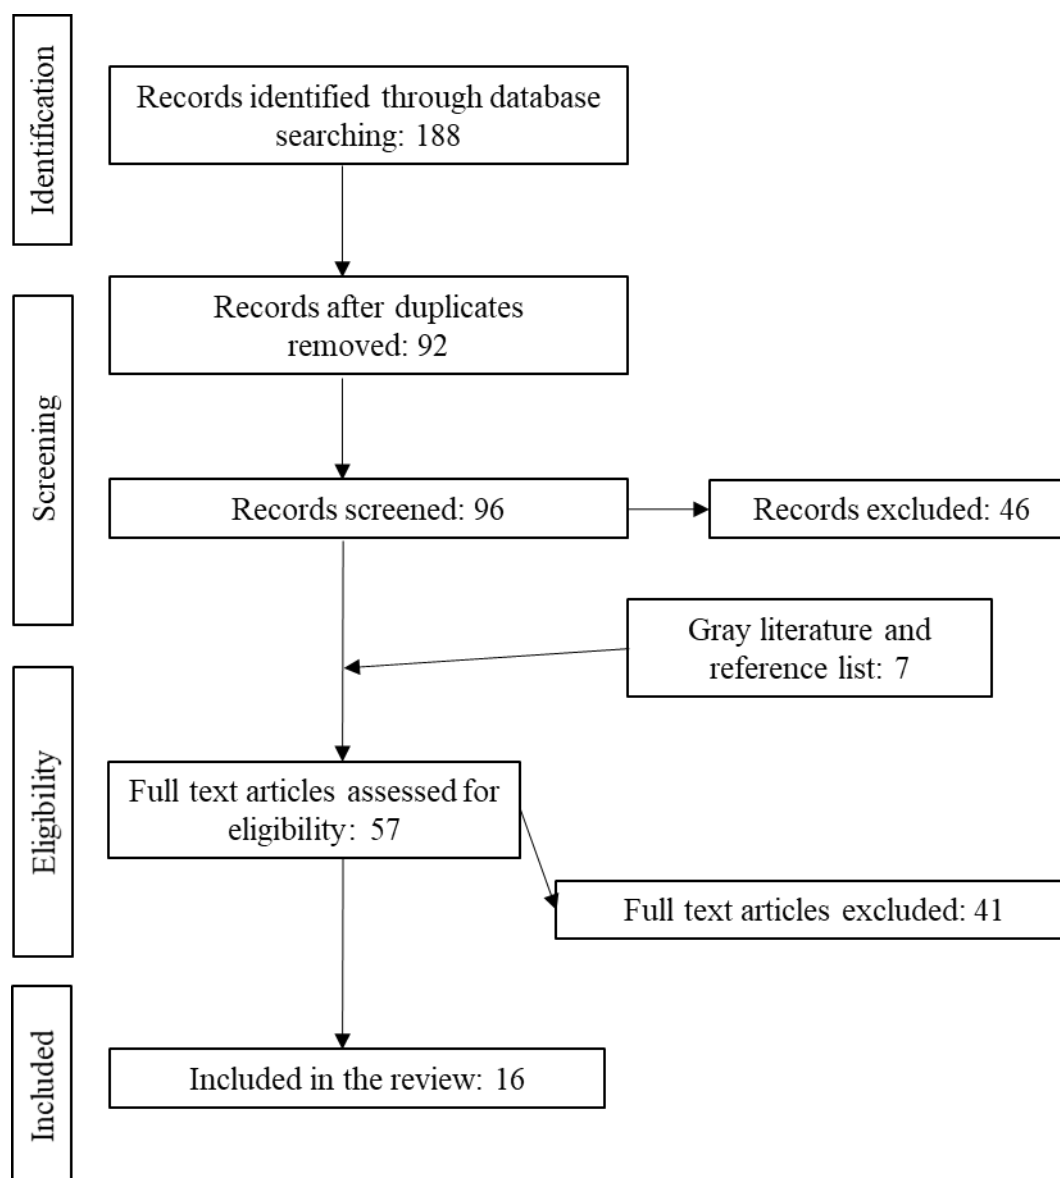 Identification
Records identified through database
searching: 188
Records after duplicates
removed: 92
Screening
Records screened: 96
Records excluded: 46
Gray literature and
reference list: 7
Eligibility
Full text articles assessed for
eligibility: 57
Full text articles excluded: 41
Included
Included in the review: 16